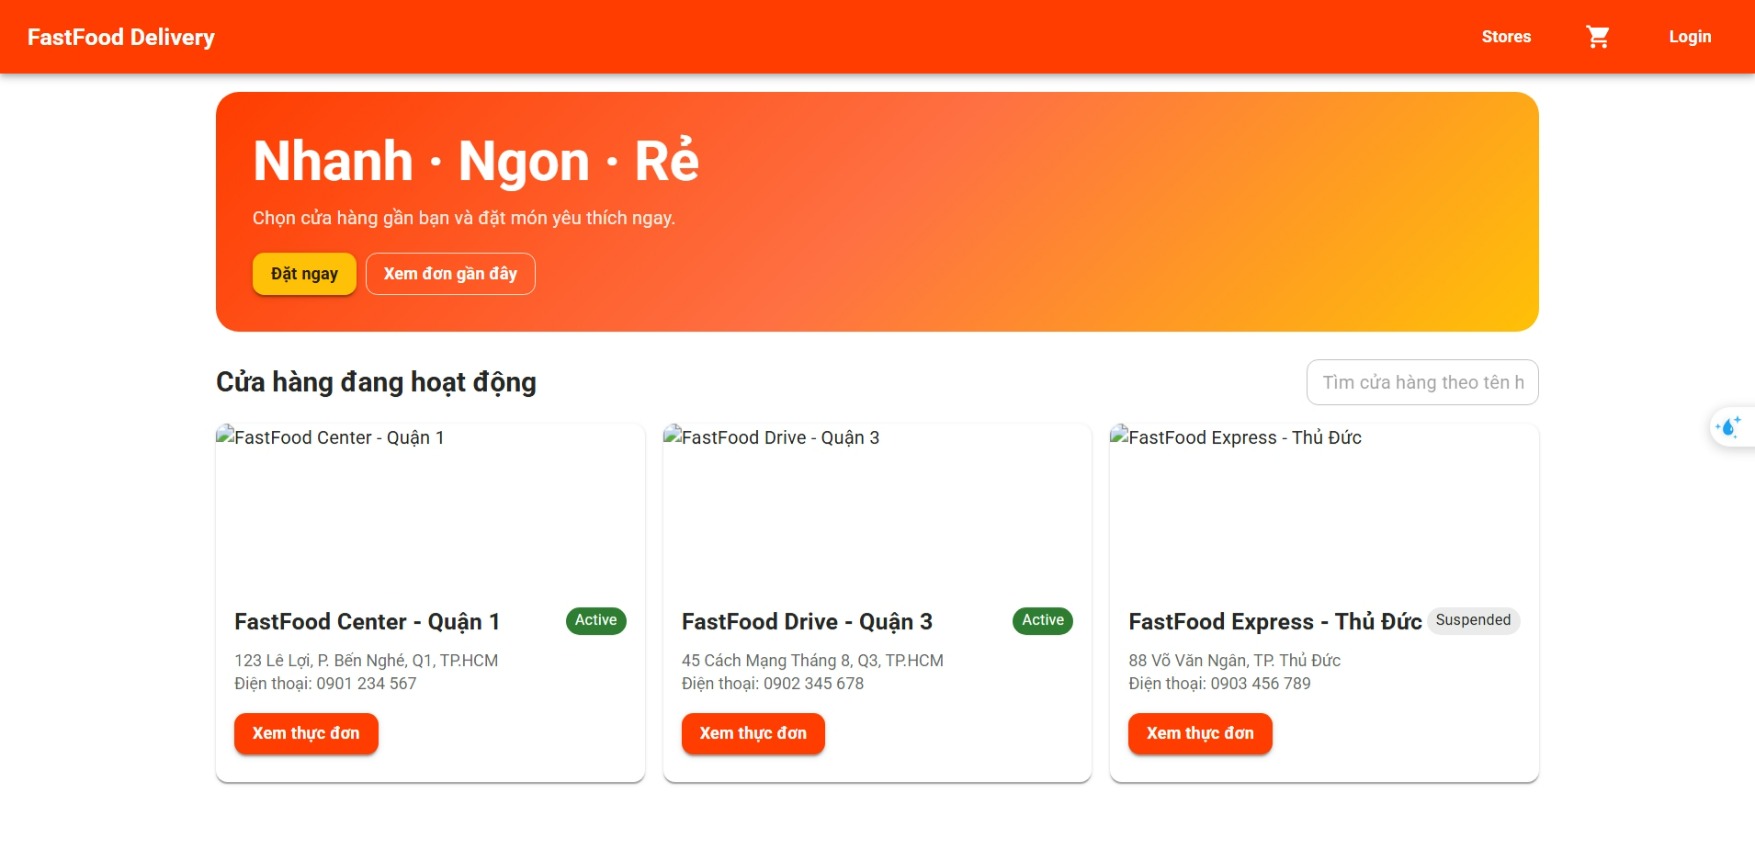 FastFood Delivery
Stores
Login
Nhanh · Ngon · Rẻ
Chọn cửa hàng gần bạn và đặt món yêu thích ngay.
Đặt ngay
Xem đơn gần đây
Cửa hàng đang hoạt động
Tìm cửa hàng theo tên h
FastFood Center - Quận 1
FastFood Drive - Quận 3
FastFood Express - Thủ Đức
FastFood Center - Quận 1
Active
123 Lê Lợi, P. Bến Nghé, Q1, TP.HCM
Điện thoại: 0901 234 567
Xem thực đơn
FastFood Drive - Quận 3
Active
45 Cách Mạng Tháng 8, Q3, TP.HCM
Điện thoại: 0902 345 678
Xem thực đơn
FastFood Express - Thủ Đức
Suspended
88 Võ Văn Ngân, TP. Thủ Đức
Điện thoại: 0903 456 789
Xem thực đơn